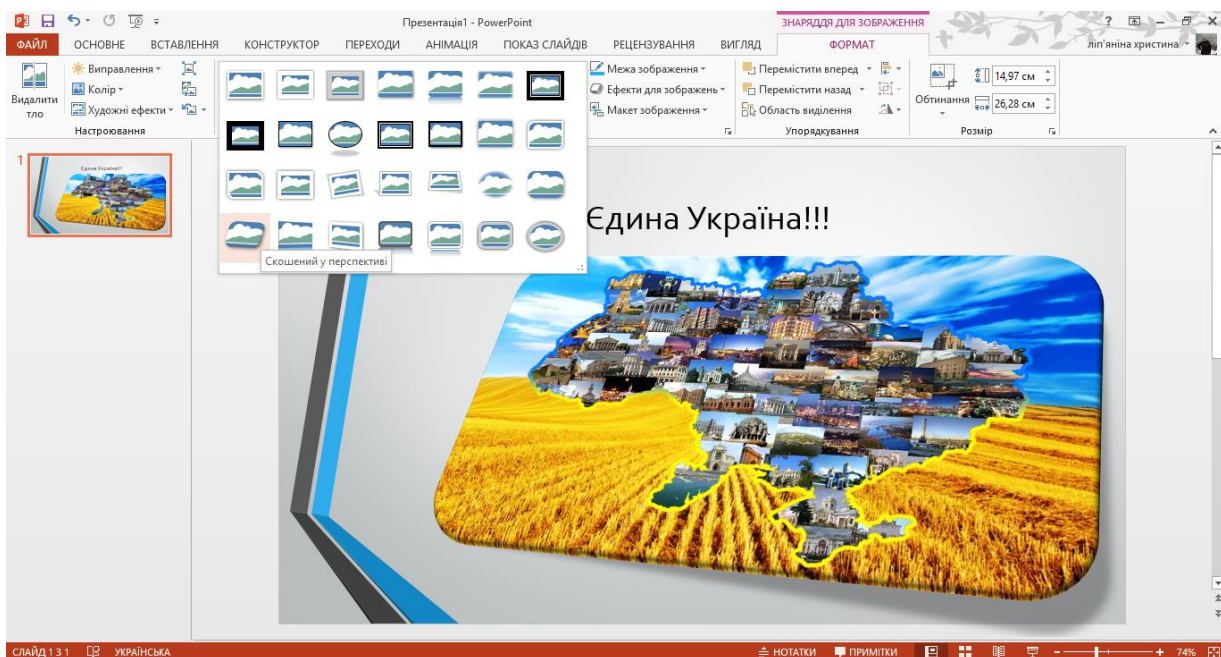 Презентація1 - PowerPoint
ЗНАРЯДДЯ ДЛЯ ЗОБРАЖЕННЯ
ФАЙЛ ОСНОВНЕ ВСТАВЛЕННЯ КОНСТРУКТОР ПЕРЕХОДИ АНІМАЦІЯ ПОКАЗ СЛАЙДІВ РЕЦЕНЗУВАННЯ ВИГЛЯД ФОРМАТ ліп'яніна христина
Видалити тло
Виправлення
Колір
Художні ефекти
Настроювання
Межа зображення
Ефекти для зображень
Макет зображення
Перемістити вперед
Перемістити назад
Область виділення
Упорядкування
Обтинання
14,97 см
26,28 см
Розмір
1
Єдина Україна!!!
Скошений у перспективі
Єдина Україна!!!
СЛАЙД 1 З 1 УКРАЇНСЬКА НОТАТКИ ПРИМІТКИ 74%